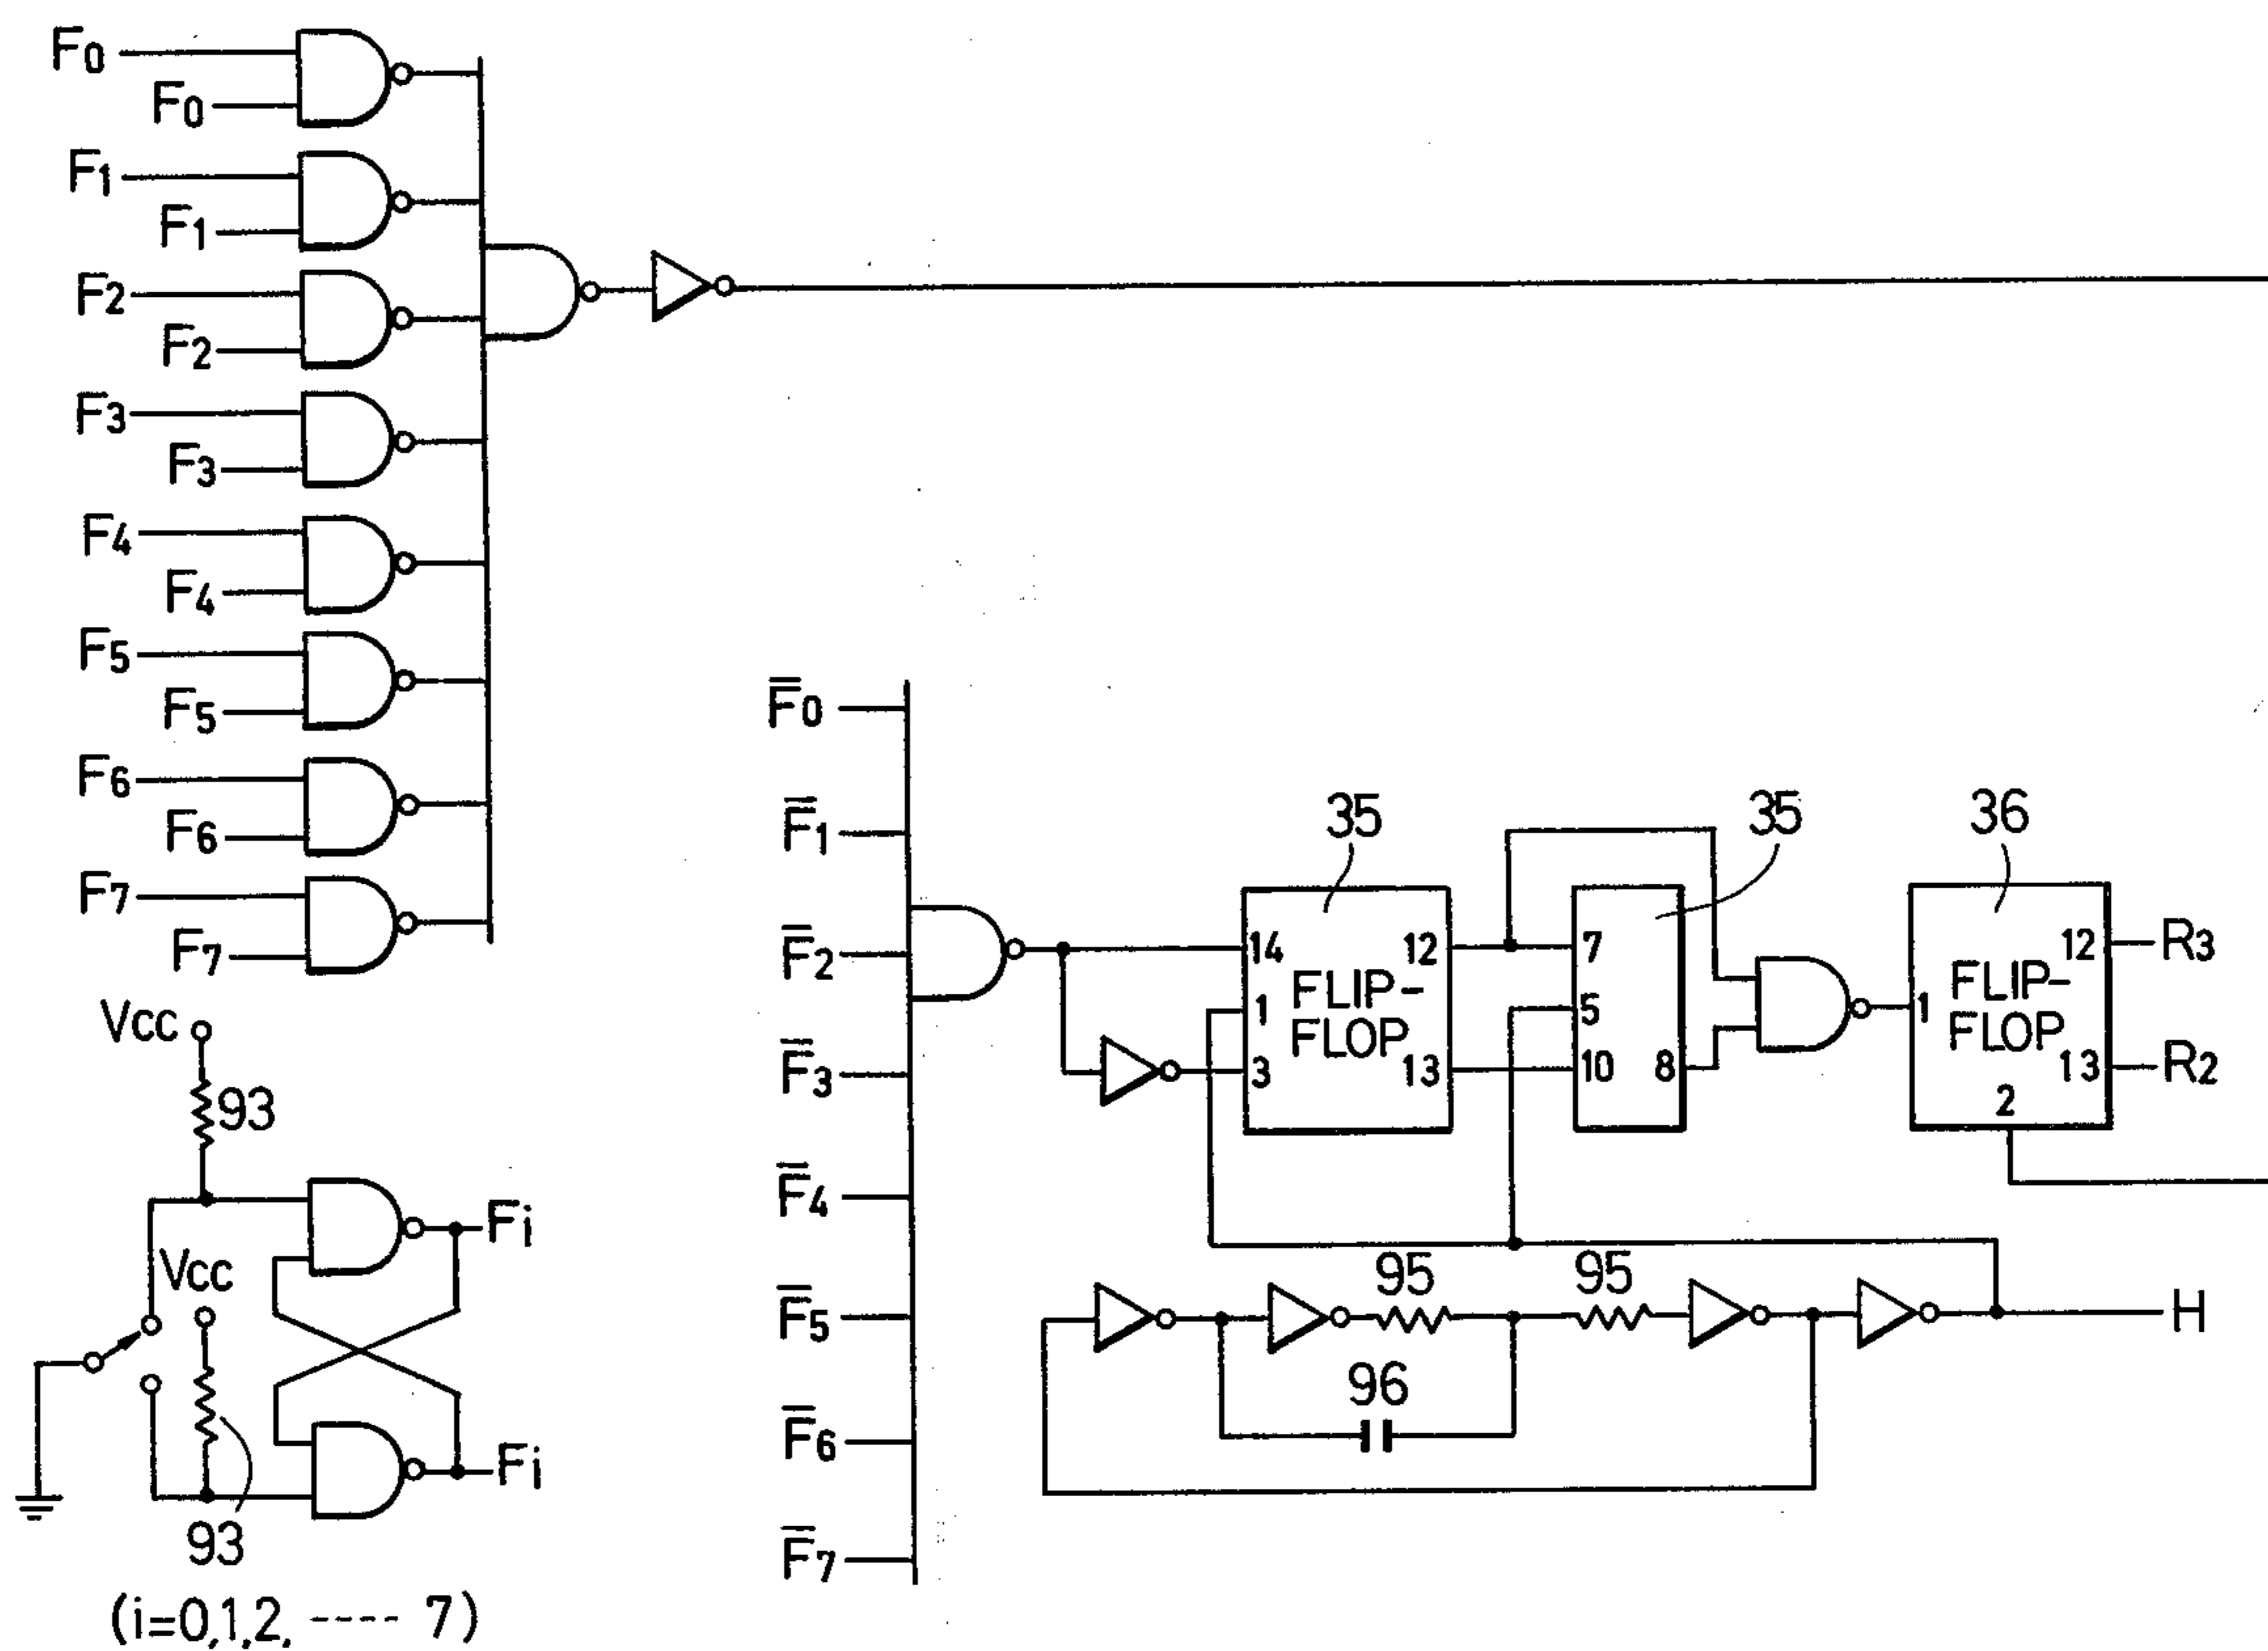 F0
F0
F1
F1
F2
F2
F3
F3
F4
F4
F5
F5
F6
F6
F7
F7
Vcc
93
Fi
Vcc
Fi
93
(i=0,1,2, ---- 7)
F̅0
F̅1
F̅2
F̅3
F̅4
F̅5
F̅6
F̅7
35
14 12
1 FLIP-
FLOP
3 13
35
7
5
10 8
36
12 R3
1 FLIP-
FLOP
13 R2
2
95 95
H
96